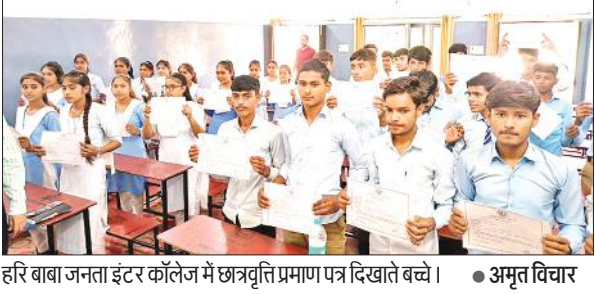 हरि बाबा जनता इंटर कॉलेज में छात्रवृत्ति प्रमाण पत्र दिखाते बच्चे। ● अमृत विचार